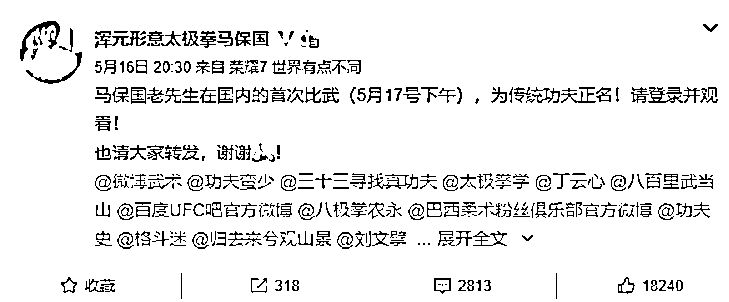 浑元形意太极拳马保国
5月16日 20:30 来自 荣耀7 世界有点不同
马保国老先生在国内的首次比武（5月17号下午），为传统功夫正名！请登录并观
看！
也请大家转发，谢谢！
@微博武术 @功夫蛮少 @三十三寻找真功夫 @太极拳学 @丁云心 @八百里武当
山 @百度UFC吧官方微博 @八极拳农永 @巴西柔术粉丝俱乐部官方微博 @功夫
史 @格斗迷 @归去来兮观山景 @刘文擘 ... 展开全文
收藏 318 2813 18240